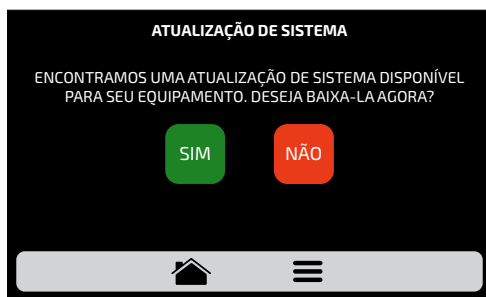 ATUALIZAÇÃO DE SISTEMA
ENCONTRAMOS UMA ATUALIZAÇÃO DE SISTEMA DISPONÍVEL
PARA SEU EQUIPAMENTO. DESEJA BAIXA-LA AGORA?
SIM NÃO